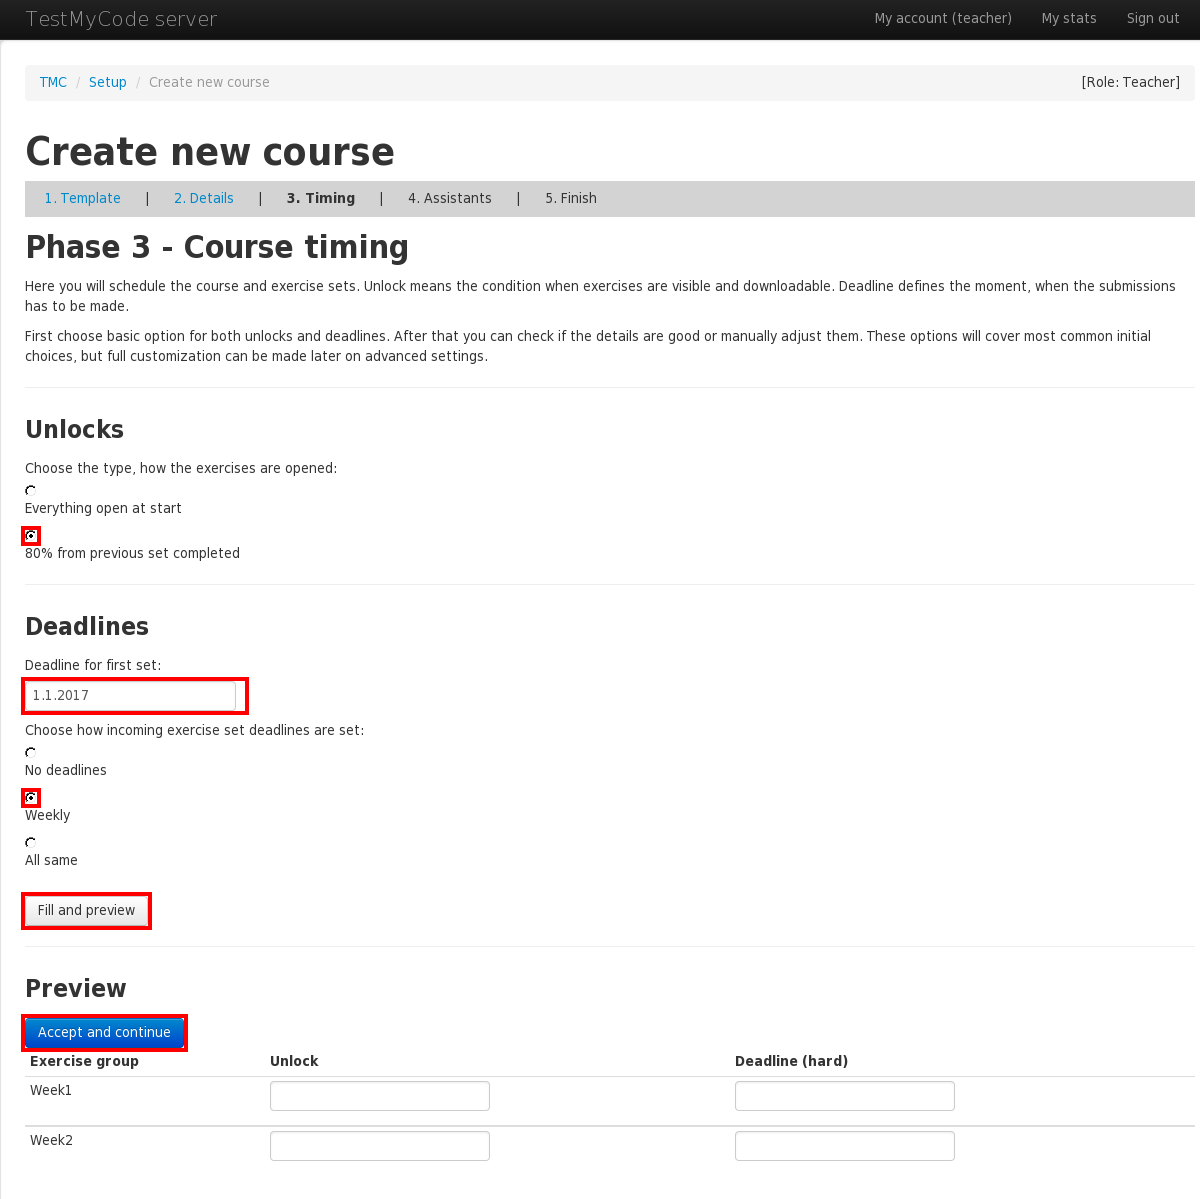 TestMyCode server
My account (teacher) My stats Sign out
TMC / Setup / Create new course
[Role: Teacher]
Create new course
1. Template | 2. Details | 3. Timing | 4. Assistants | 5. Finish
Phase 3 - Course timing
Here you will schedule the course and exercise sets. Unlock means the condition when exercises are visible and downloadable. Deadline defines the moment, when the submissions
has to be made.
First choose basic option for both unlocks and deadlines. After that you can check if the details are good or manually adjust them. These options will cover most common initial
choices, but full customization can be made later on advanced settings.
Unlocks
Choose the type, how the exercises are opened:
Everything open at start
80% from previous set completed
Deadlines
Deadline for first set:
1.1.2017
Choose how incoming exercise set deadlines are set:
No deadlines
Weekly
All same
Fill and preview
Preview
Accept and continue
Exercise group Unlock Deadline (hard)
Week1
Week2